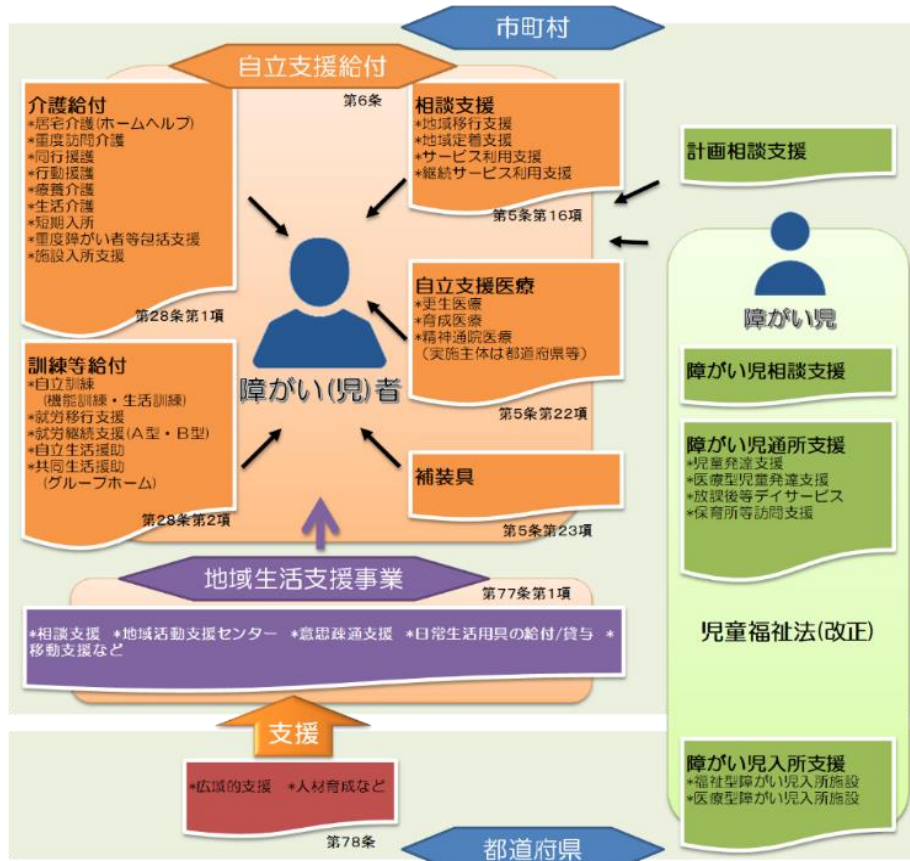 市町村
自立支援給付
第6条
介護給付
*居宅介護(ホームヘルプ)
*重度訪問介護
*同行援護
*行動援護
*療養介護
*生活介護
*短期入所
*重度障がい者等包括支援
*施設入所支援
第28条第1項
相談支援
*地域移行支援
*地域定着支援
*サービス利用支援
*継続サービス利用支援
第5条第16項
計画相談支援
自立支援医療
*更生医療
*育成医療
*精神通院医療
(実施主体は都道府県等)
第5条第22項
障がい(児)者
訓練等給付
*自立訓練
(機能訓練・生活訓練)
*就労移行支援
*就労継続支援(A型・B型)
*自立生活援助
*共同生活援助
(グループホーム)
第28条第2項
補装具
第5条第23項
障がい児
障がい児相談支援
障がい児通所支援
*児童発達支援
*医療型児童発達支援
*放課後等デイサービス
*保育所等訪問支援
児童福祉法(改正)
障がい児入所支援
*福祉型障がい児入所施設
*医療型障がい児入所施設
地域生活支援事業
第77条第1項
*相談支援 *地域活動支援センター *意思疎通支援 *日常生活用具の給付/貸与 *
移動支援など
支援
*広域的支援 *人材育成など
第78条
都道府県